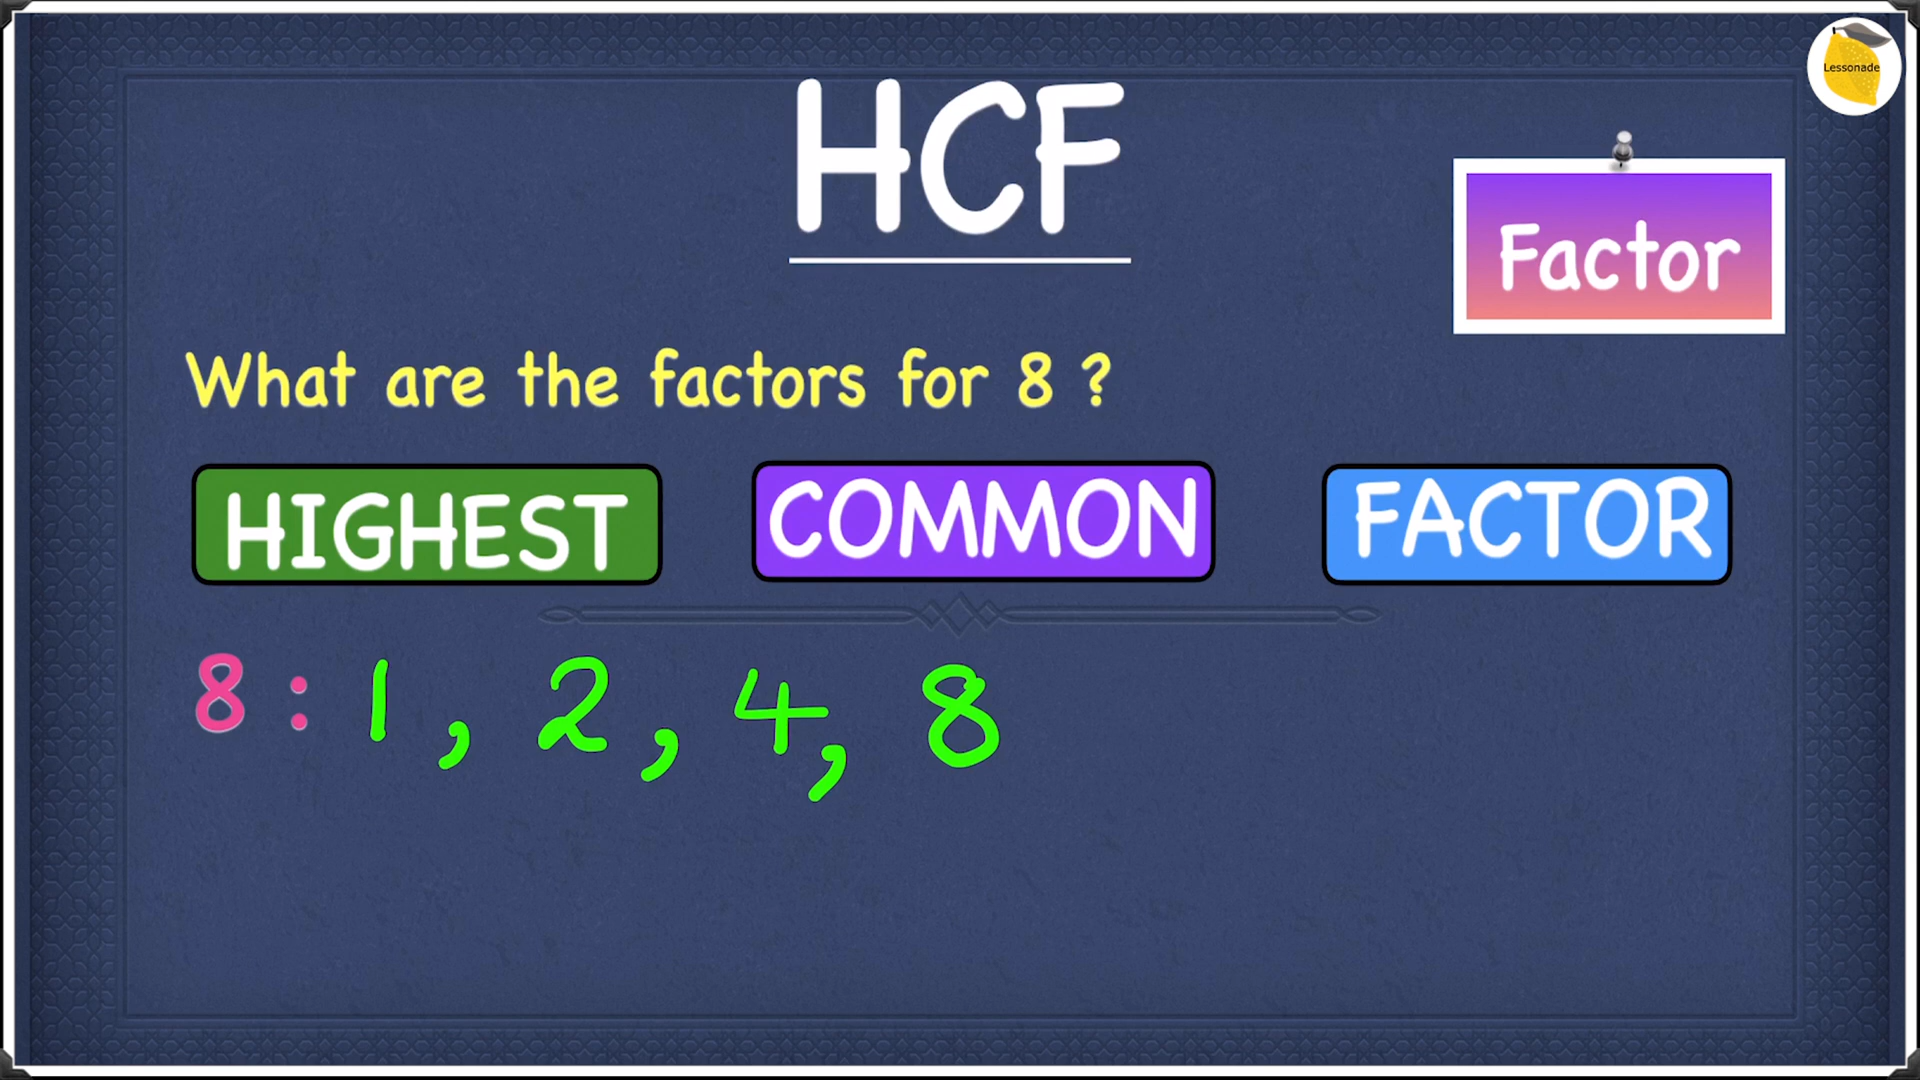 Lessonade
HCF
Factor
What are the factors for 8 ?
HIGHEST COMMON FACTOR
8 : 1 , 2 , 4 , 8